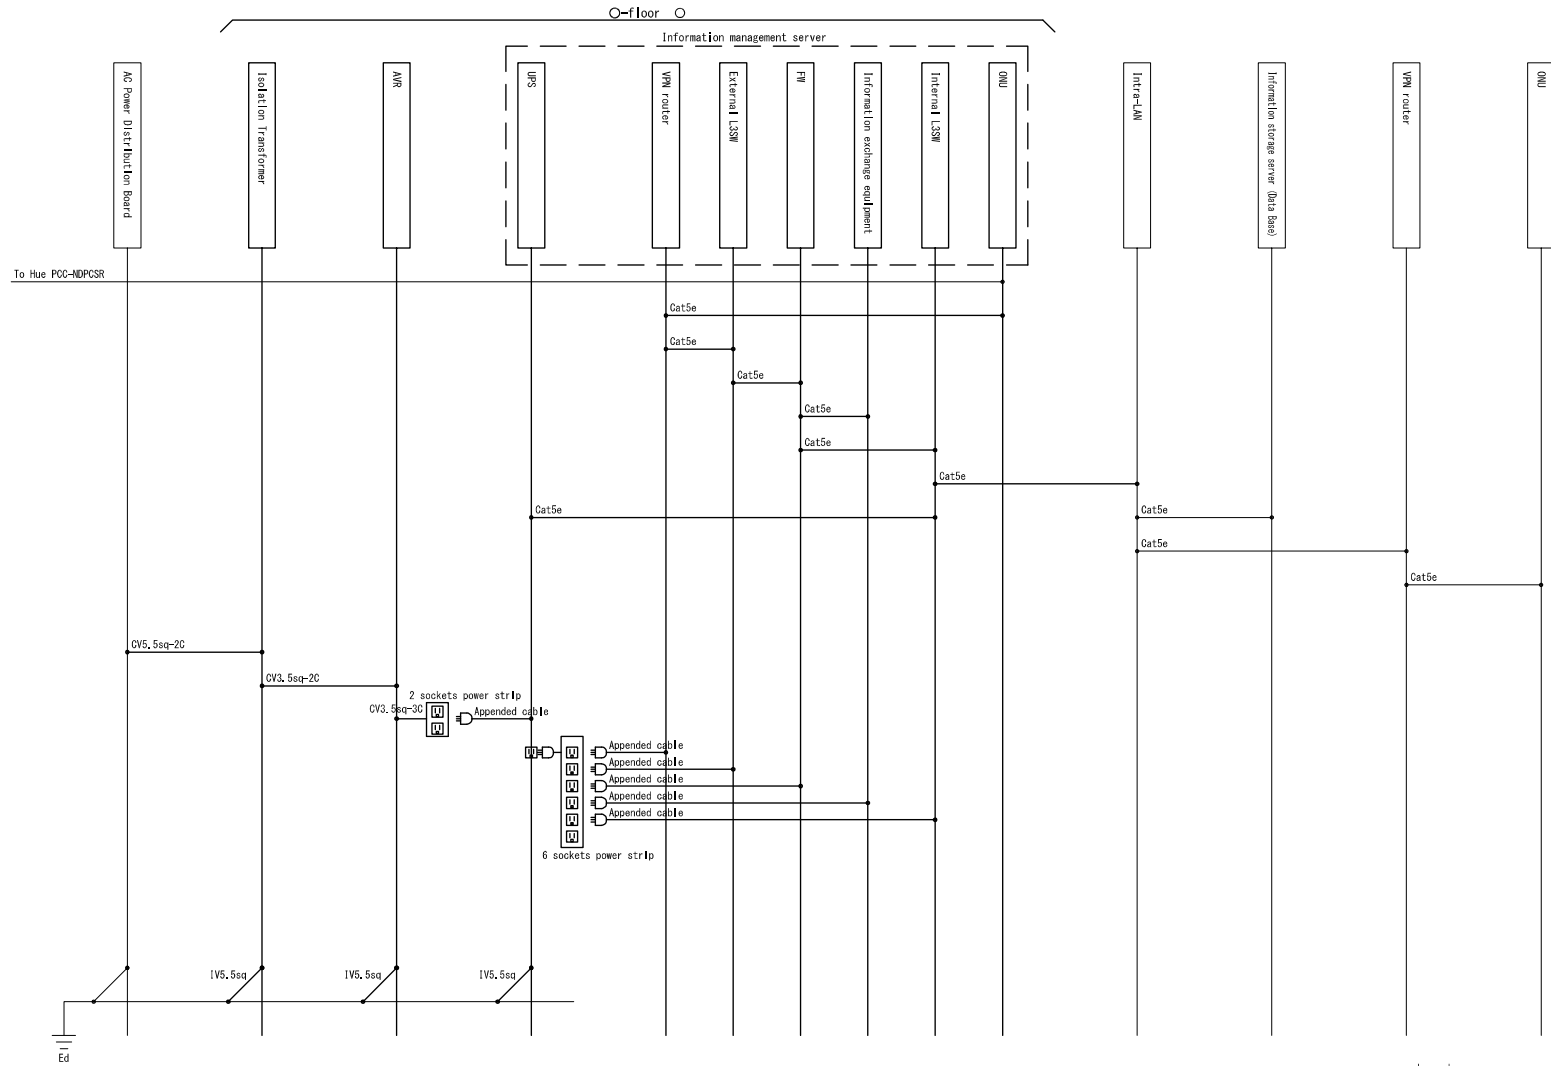 ○-floor ○
Information management server
AC Power Distribution Board
Isolation Transformer
AVR
UPS
VPN router
External L3SW
FW
Information exchange equipment
Internal L3SW
ONU
Intra-LAN
Information storage server (Data Base)
VPN router
ONU
To Hue PCC-NDPCSR
Cat5e
Cat5e
Cat5e
Cat5e
Cat5e
Cat5e
Cat5e
Cat5e
Cat5e
Cat5e
CV5.5sq-2C
CV3.5sq-2C
2 sockets power strip
CV3.5sq-3C
Appended cable
Appended cable
Appended cable
Appended cable
Appended cable
Appended cable
6 sockets power strip
IV5.5sq
IV5.5sq
IV5.5sq
Ed